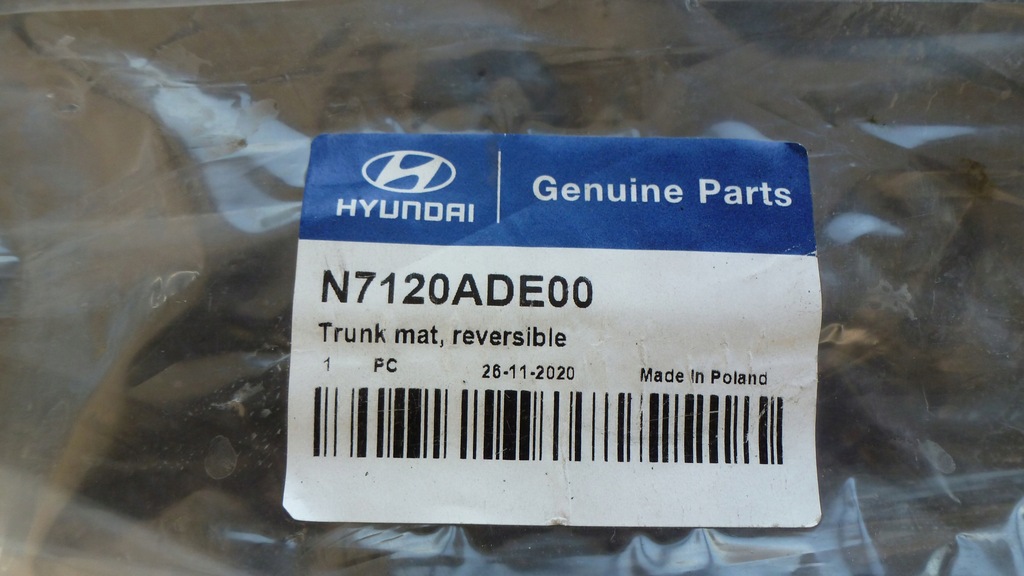 HYUNDAI
Genuine Parts
N7120ADE00
Trunk mat, reversible
1 PC 26-11-2020 Made In Poland